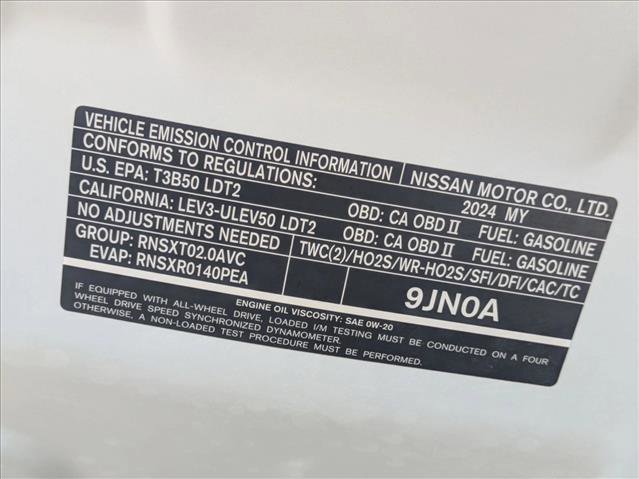 VEHICLE EMISSION CONTROL INFORMATION NISSAN MOTOR CO., LTD.
CONFORMS TO REGULATIONS: 2024 MY
U.S. EPA: T3B50 LDT2 OBD: CA OBD II FUEL: GASOLINE
CALIFORNIA: LEV3-ULEV50 LDT2 OBD: CA OBD II FUEL: GASOLINE
NO ADJUSTMENTS NEEDED TWC(2)/HO2S/WR-HO2S/SFI/DFI/CAC/TC
GROUP: RNSXT02.0AVC
EVAP: RNSXR0140PEA
9JN0A
ENGINE OIL VISCOSITY: SAE 0W-20
IF EQUIPPED WITH ALL-WHEEL DRIVE, LOADED I/M TESTING MUST BE CONDUCTED ON A FOUR
WHEEL DRIVE SPEED SYNCHRONIZED DYNAMOMETER.
OTHERWISE, A NON-LOADED TEST PROCEDURE MUST BE PERFORMED.